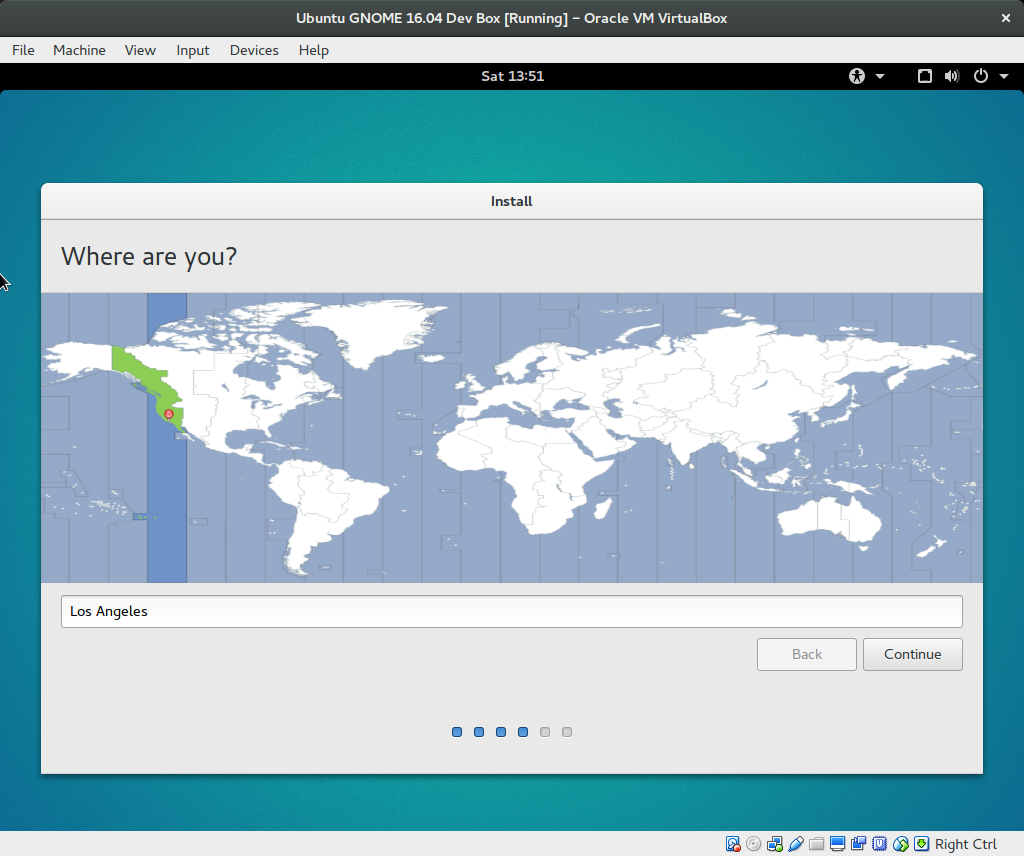 Ubuntu GNOME 16.04 Dev Box [Running] – Oracle VM VirtualBox
File Machine View Input Devices Help
Sat 13:51
Install
Where are you?
Los Angeles
Back Continue
Right Ctrl